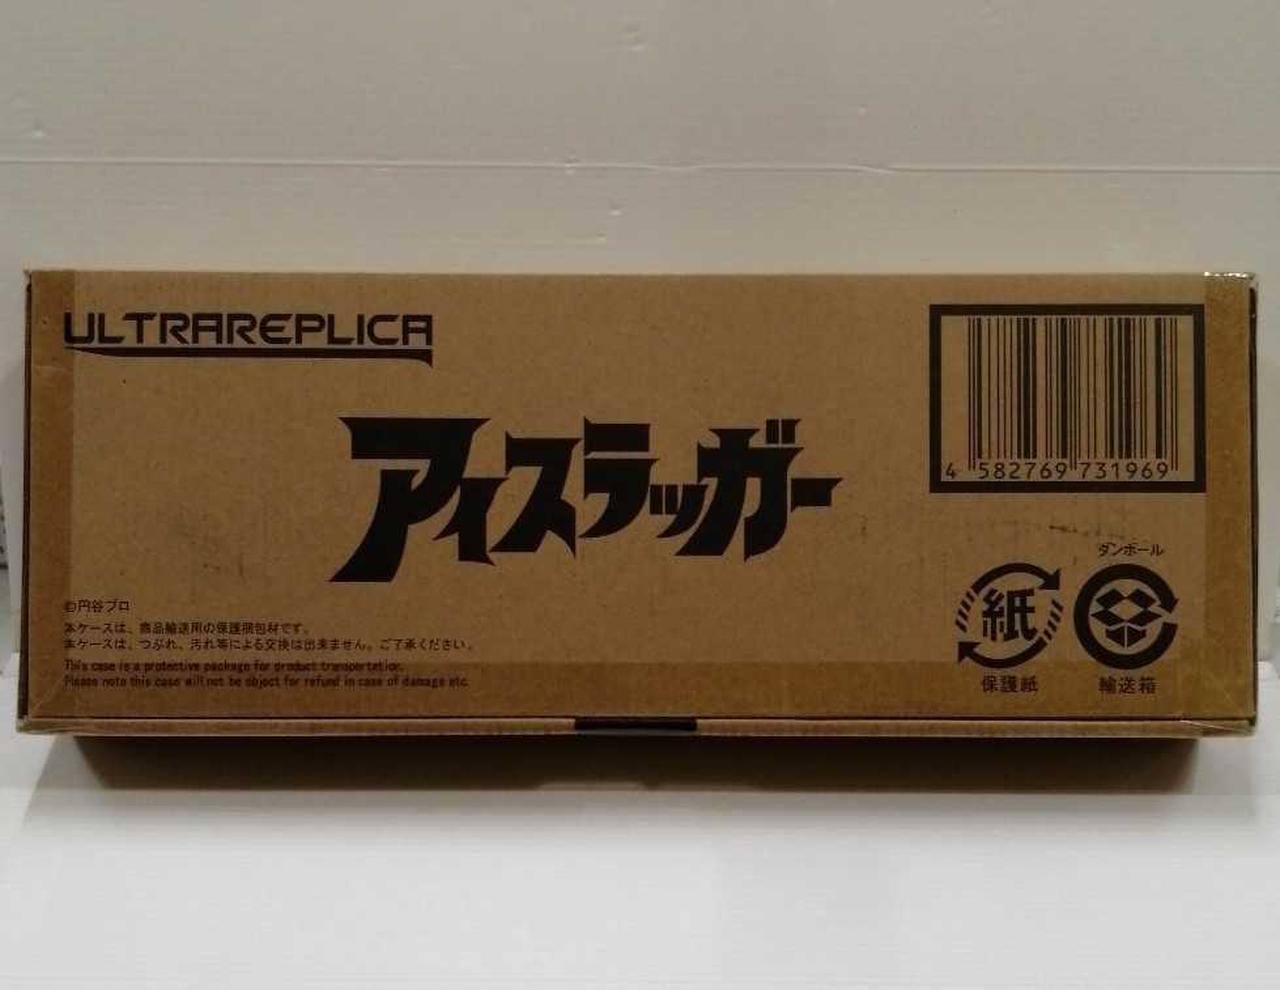 ULTRAREPLICA
アイスラッガー
4 582769 731969
ダンボール
紙
保護紙
輸送箱
©円谷プロ
本ケースは、商品輸送用の保護梱包材です。
本ケースは、つぶれ、汚れ等による交換は出来ません。ご了承ください。
This case is a protective package for product transportation.
Please note this case will not be object for refund in case of damage etc.